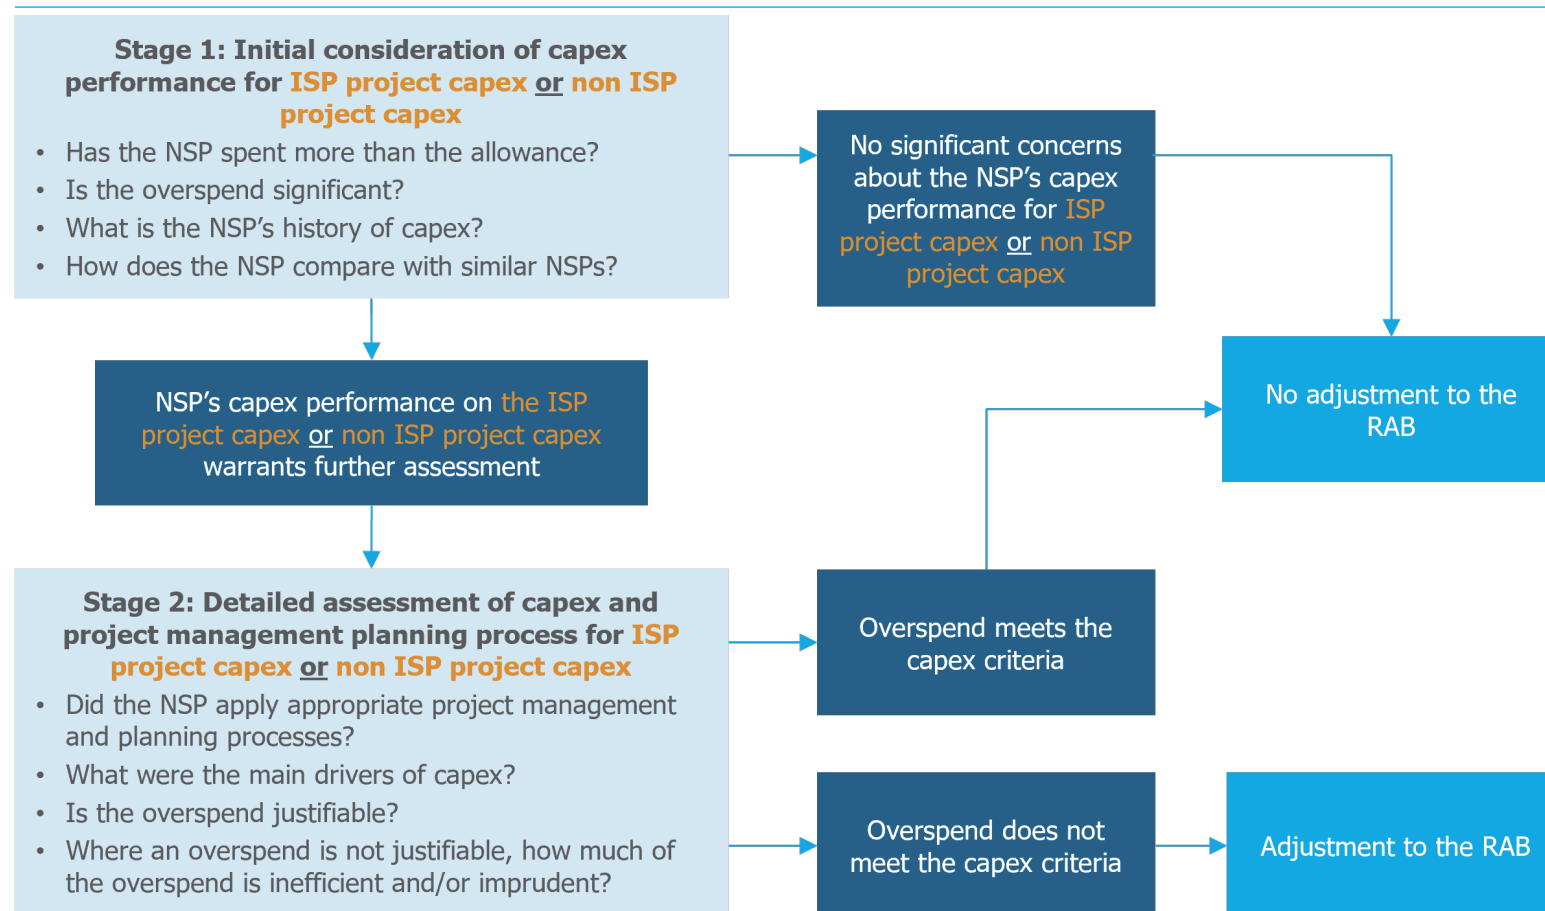 Stage 1: Initial consideration of capex
performance for ISP project capex or non ISP
project capex
• Has the NSP spent more than the allowance?
• Is the overspend significant?
• What is the NSP’s history of capex?
• How does the NSP compare with similar NSPs?
No significant concerns
about the NSP’s capex
performance for ISP
project capex or non ISP
project capex
No adjustment to the
RAB
NSP’s capex performance on the ISP
project capex or non ISP project capex
warrants further assessment
Stage 2: Detailed assessment of capex and
project management planning process for ISP
project capex or non ISP project capex
• Did the NSP apply appropriate project management
and planning processes?
• What were the main drivers of capex?
• Is the overspend justifiable?
• Where an overspend is not justifiable, how much of
the overspend is inefficient and/or imprudent?
Overspend meets the
capex criteria
Overspend does not
meet the capex criteria
Adjustment to the RAB